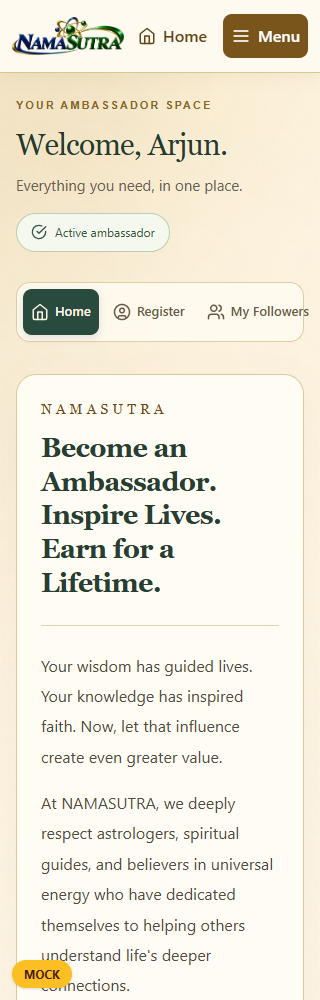 NAMASUTRA
Home
Menu
YOUR AMBASSADOR SPACE
Welcome, Arjun.
Everything you need, in one place.
Active ambassador
Home
Register
My Followers
NAMASUTRA
Become an
Ambassador.
Inspire Lives.
Earn for a
Lifetime.
Your wisdom has guided lives.
Your knowledge has inspired
faith. Now, let that influence
create even greater value.
At NAMASUTRA, we deeply
respect astrologers, spiritual
guides, and believers in universal
energy who have dedicated
themselves to helping others
understand life's deeper
connections.
MOCK